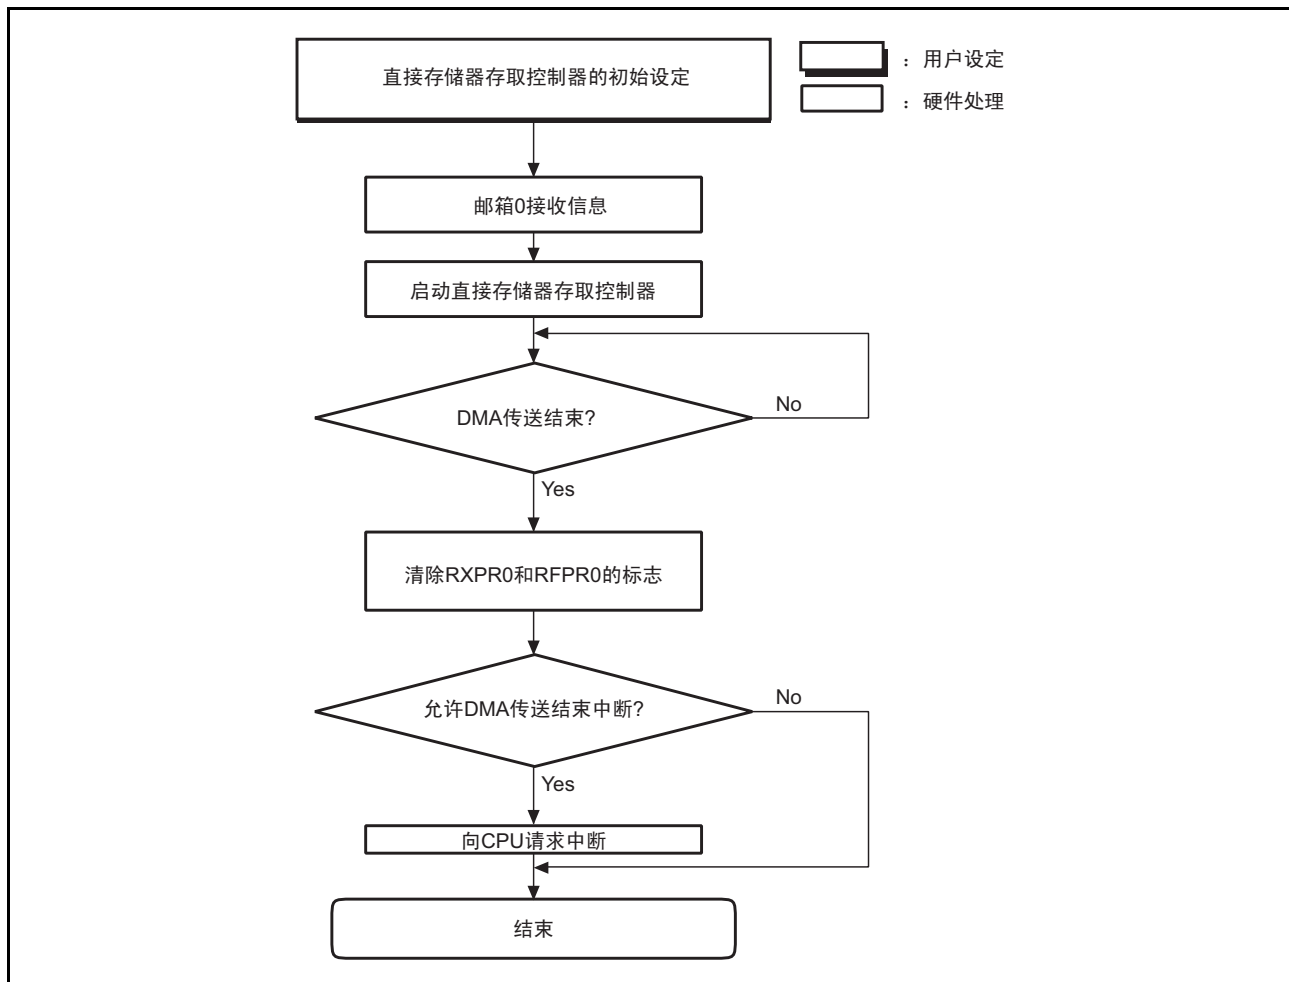 直接存储器存取控制器的初始设定
：用户设定
：硬件处理
邮箱0接收信息
启动直接存储器存取控制器
DMA传送结束?
No
Yes
清除RXPR0和RFPR0的标志
允许DMA传送结束中断?
No
Yes
向CPU请求中断
结束